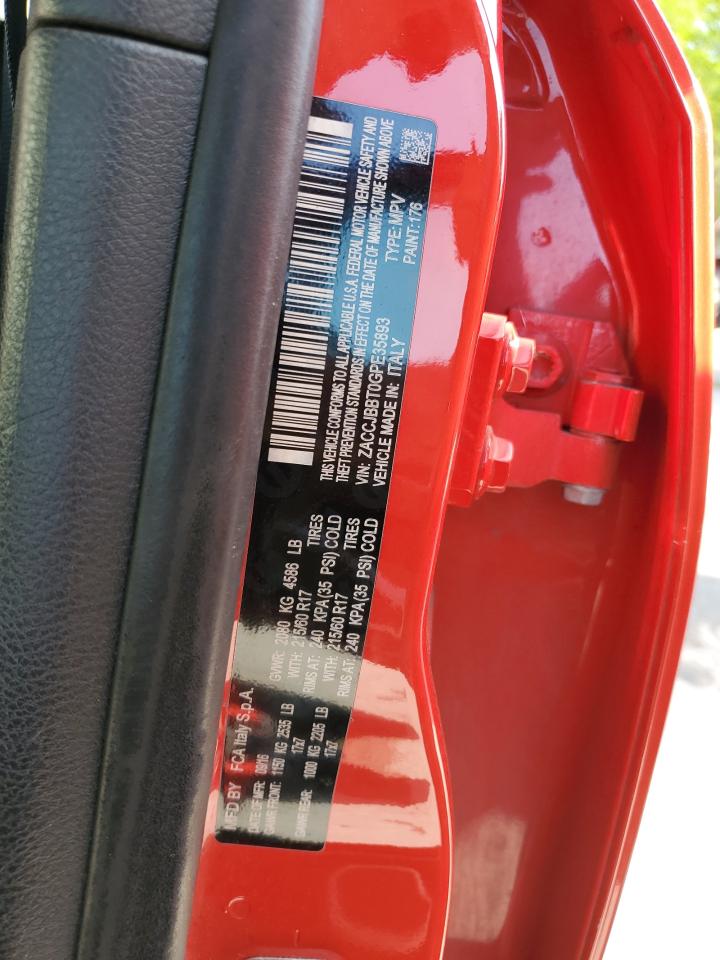 MFD BY FCA Italy S.p.A.
DATE OF MFR: 09/16 GVWR: 2080 KG 4586 LB
GAWR FRONT: 1150 KG 2535 LB WITH: 215/60 R17 TIRES
17x7 RIMS AT: 240 KPA(35 PSI) COLD
GAWR REAR: 1000 KG 2205 LB WITH: 215/60 R17 TIRES
17x7 RIMS AT: 240 KPA(35 PSI) COLD
THIS VEHICLE CONFORMS TO ALL APPLICABLE U.S.A. FEDERAL MOTOR VEHICLE SAFETY AND
THEFT PREVENTION STANDARDS IN EFFECT ON THE DATE OF MANUFACTURE SHOWN ABOVE
VIN: ZACCJBBT0GPE35893 TYPE: MPV
VEHICLE MADE IN: ITALY PAINT: 176